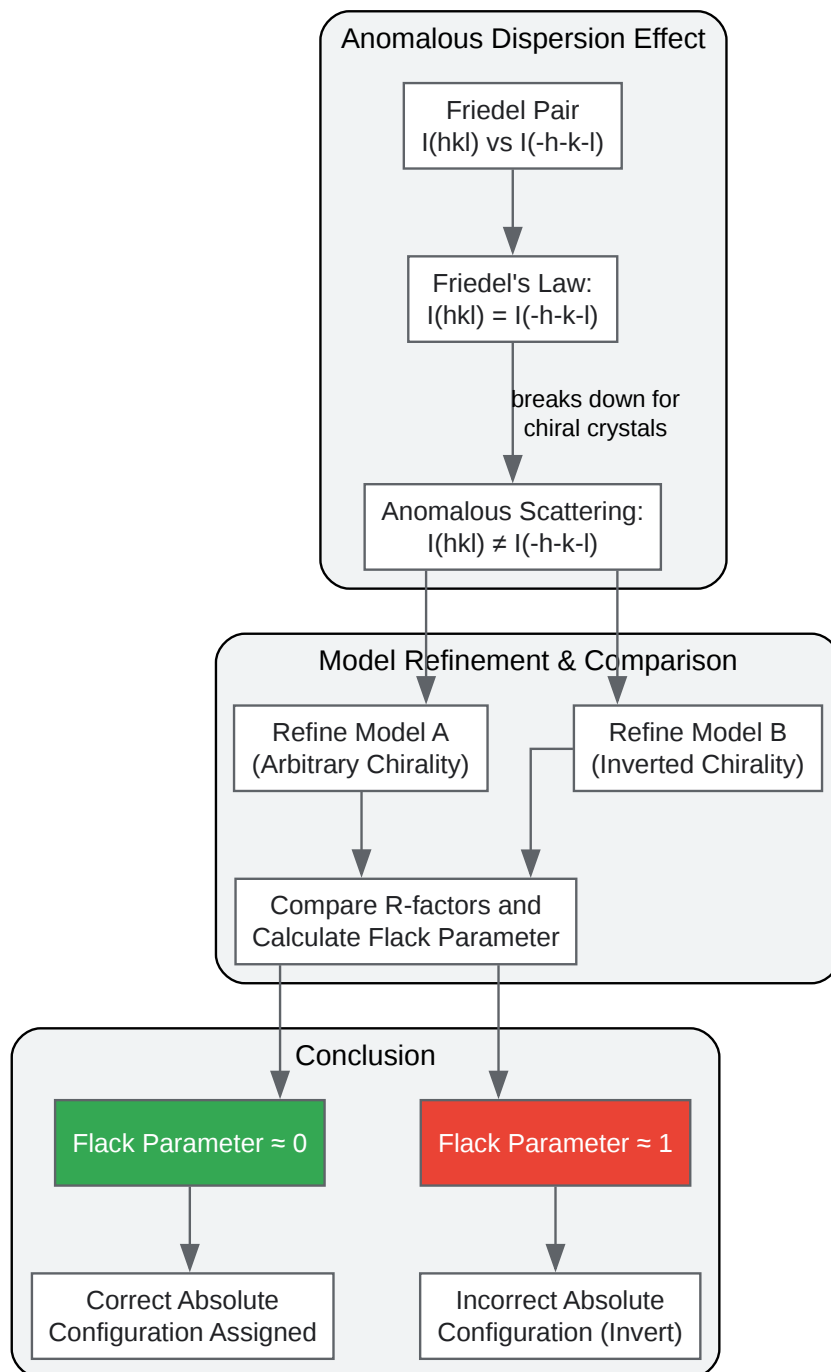 Anomalous Dispersion Effect
Friedel Pair
I(hkl) vs I(-h-k-l)
Friedel's Law:
I(hkl) = I(-h-k-l)
breaks down for
chiral crystals
Anomalous Scattering:
I(hkl) ≠ I(-h-k-l)
Model Refinement & Comparison
Refine Model A
(Arbitrary Chirality)
Refine Model B
(Inverted Chirality)
Compare R-factors and
Calculate Flack Parameter
Conclusion
Flack Parameter ≈ 0
Flack Parameter ≈ 1
Correct Absolute
Configuration Assigned
Incorrect Absolute
Configuration (Invert)